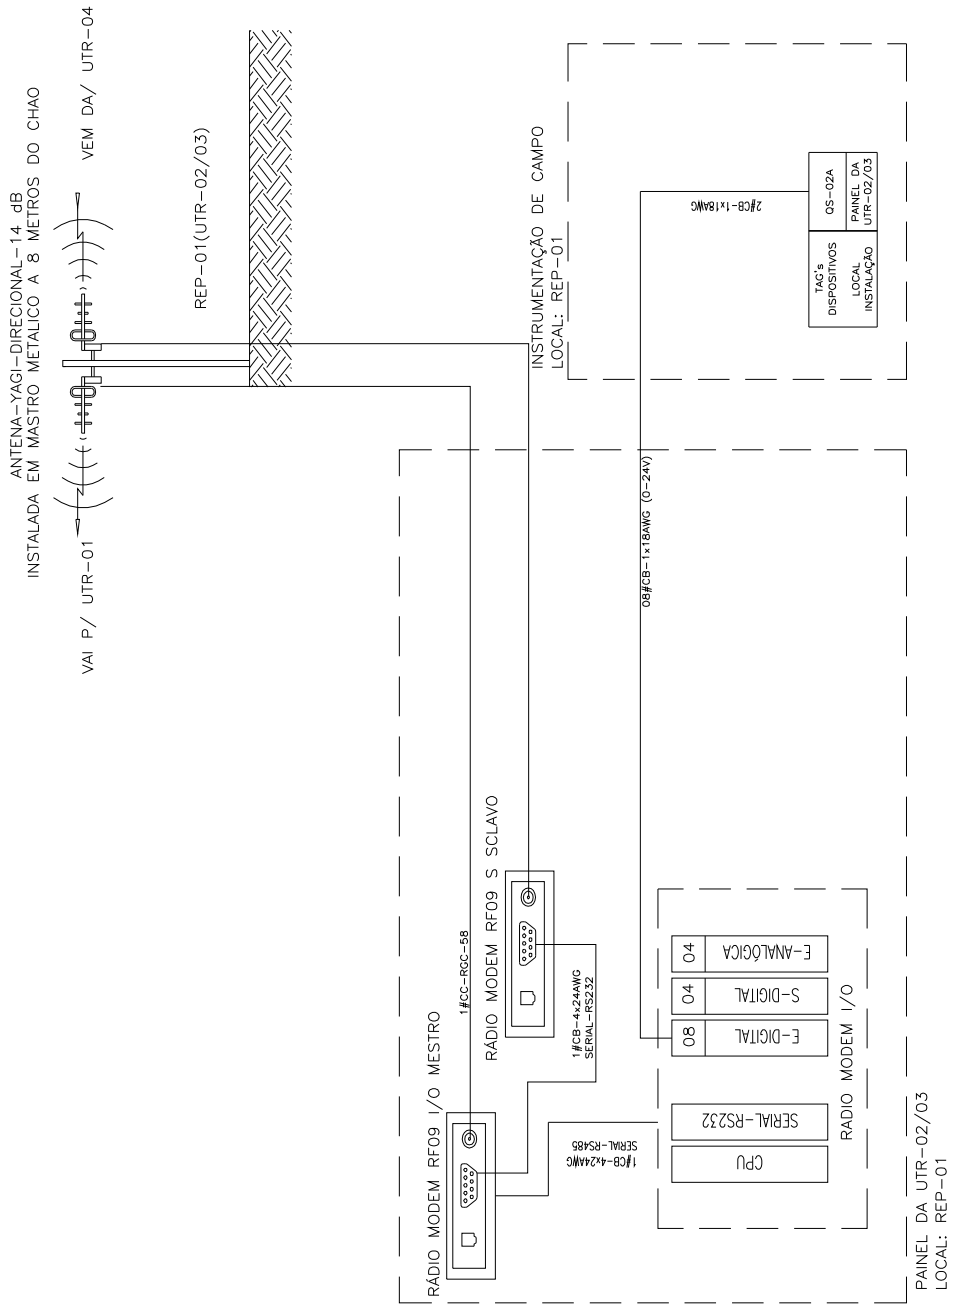 ANTENA-YAGI-DIRECIONAL-14 dB
INSTALADA EM MASTRO METALICO A 8 METROS DO CHAO
VAI P/ UTR-01
VEM DA/ UTR-04
REP-01(UTR-02/03)
RÁDIO MODEM RF09 I/O MESTRO
1#CC-RGC-58
RÁDIO MODEM RF09 S SCLAVO
1#CB-4x24AWG
SERIAL-RS232
1#CB-4x24AWG
SERIAL-RS485
CPU
SERIAL-RS232
08
E-DIGITAL
04
S-DIGITAL
04
E-ANALÓGICA
RADIO MODEM I/O
PAINEL DA UTR-02/03
LOCAL: REP-01
08#CB-1x18AWG (0-24V)
INSTRUMENTAÇÃO DE CAMPO
LOCAL: REP-01
2#CB-1x18AWG
TAG's
DISPOSITIVOS
QS-02A
LOCAL
INSTALAÇÃO
PAINEL DA
UTR-02/03